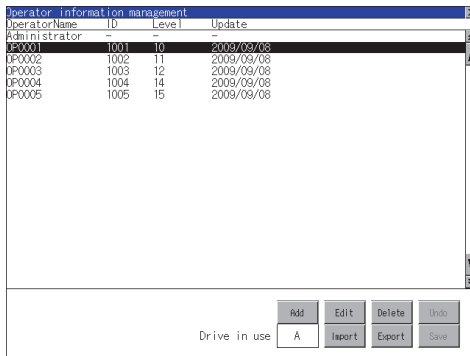 Operator information management
OperatorName ID Level Update
Administrator - - -
OP0001 1001 10 2009/09/08
OP0002 1002 11 2009/09/08
OP0003 1003 12 2009/09/08
OP0004 1004 14 2009/09/08
OP0005 1005 15 2009/09/08
Add Edit Delete Undo
Drive in use A Import Export Save